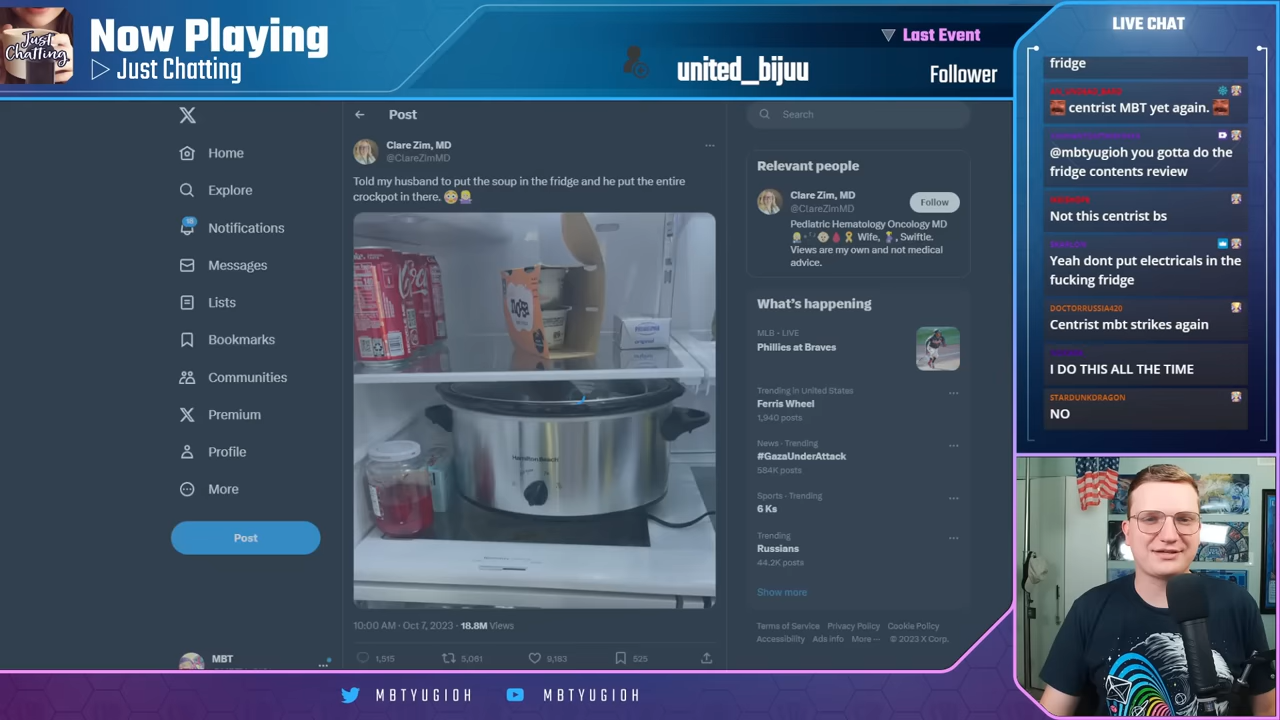 Just
Chatting
Now Playing
Just Chatting
Last Event
united_bijuu
Follower
LIVE CHAT
fridge
centrist MBT yet again.
@mbtyugioh you gotta do the
fridge contents review
Not this centrist bs
Yeah dont put electricals in the
fucking fridge
DOCTORRUSSIA420
Centrist mbt strikes again
I DO THIS ALL THE TIME
STARDUNKDRAGON
NO
Home
Explore
18
Notifications
Messages
Lists
Bookmarks
Communities
Premium
Profile
More
Post
MBT
Post
Clare Zim, MD
@ClareZimMD
Told my husband to put the soup in the fridge and he put the entire
crockpot in there.
noosa
Hamilton Beach
10:00 AM · Oct 7, 2023 · 18.8M Views
1,515 5,061 9,183 525
Search
Relevant people
Clare Zim, MD
@ClareZimMD
Follow
Pediatric Hematology Oncology MD
Wife, Swiftie.
Views are my own and not medical
advice.
What's happening
MLB · LIVE
Phillies at Braves
Trending in United States
Ferris Wheel
1,940 posts
News · Trending
#GazaUnderAttack
584K posts
Sports · Trending
6 Ks
Trending
Russians
44.2K posts
Show more
Terms of Service Privacy Policy Cookie Policy
Accessibility Ads info More ··· © 2023 X Corp.
MBTYUGIOH MBTYUGIOH